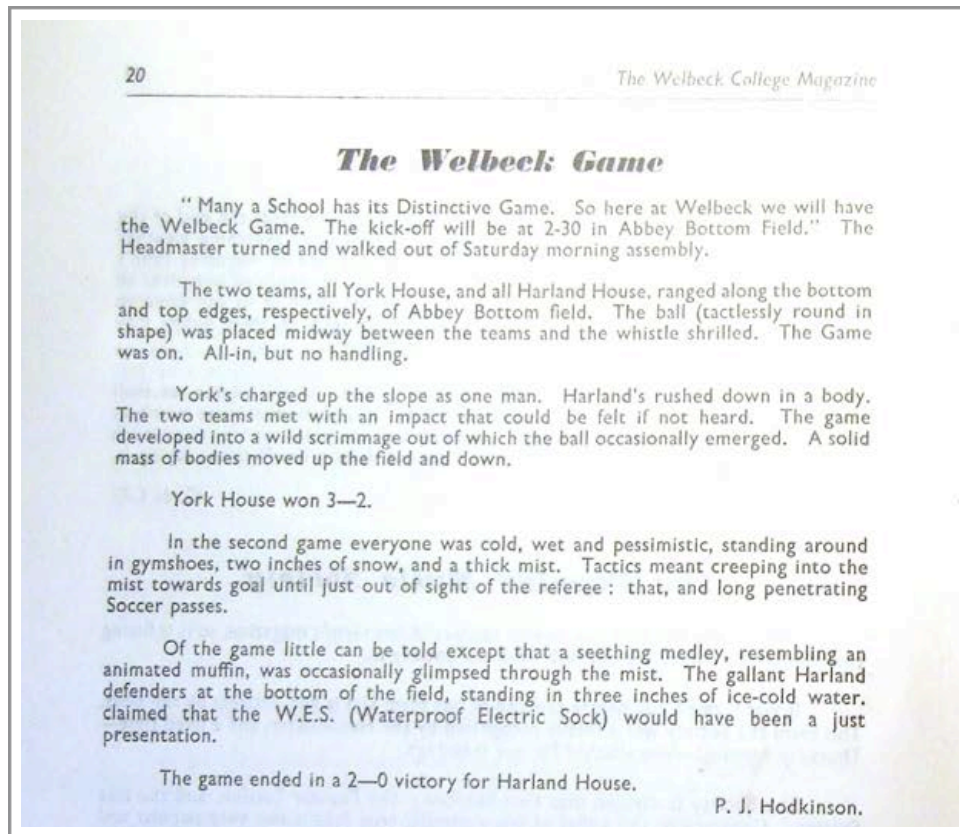 20 The Welbeck College Magazine
The Welbeck Game
" Many a School has its Distinctive Game. So here at Welbeck we will have
the Welbeck Game. The kick-off will be at 2-30 in Abbey Bottom Field." The
Headmaster turned and walked out of Saturday morning assembly.
The two teams, all York House, and all Harland House, ranged along the bottom
and top edges, respectively, of Abbey Bottom field. The ball (tactlessly round in
shape) was placed midway between the teams and the whistle shrilled. The Game
was on. All-in, but no handling.
York's charged up the slope as one man. Harland's rushed down in a body.
The two teams met with an impact that could be felt if not heard. The game
developed into a wild scrimmage out of which the ball occasionally emerged. A solid
mass of bodies moved up the field and down.
York House won 3—2.
In the second game everyone was cold, wet and pessimistic, standing around
in gymshoes, two inches of snow, and a thick mist. Tactics meant creeping into the
mist towards goal until just out of sight of the referee : that, and long penetrating
Soccer passes.
Of the game little can be told except that a seething medley, resembling an
animated muffin, was occasionally glimpsed through the mist. The gallant Harland
defenders at the bottom of the field, standing in three inches of ice-cold water.
claimed that the W.E.S. (Waterproof Electric Sock) would have been a just
presentation.
The game ended in a 2—0 victory for Harland House.
P. J. Hodkinson.